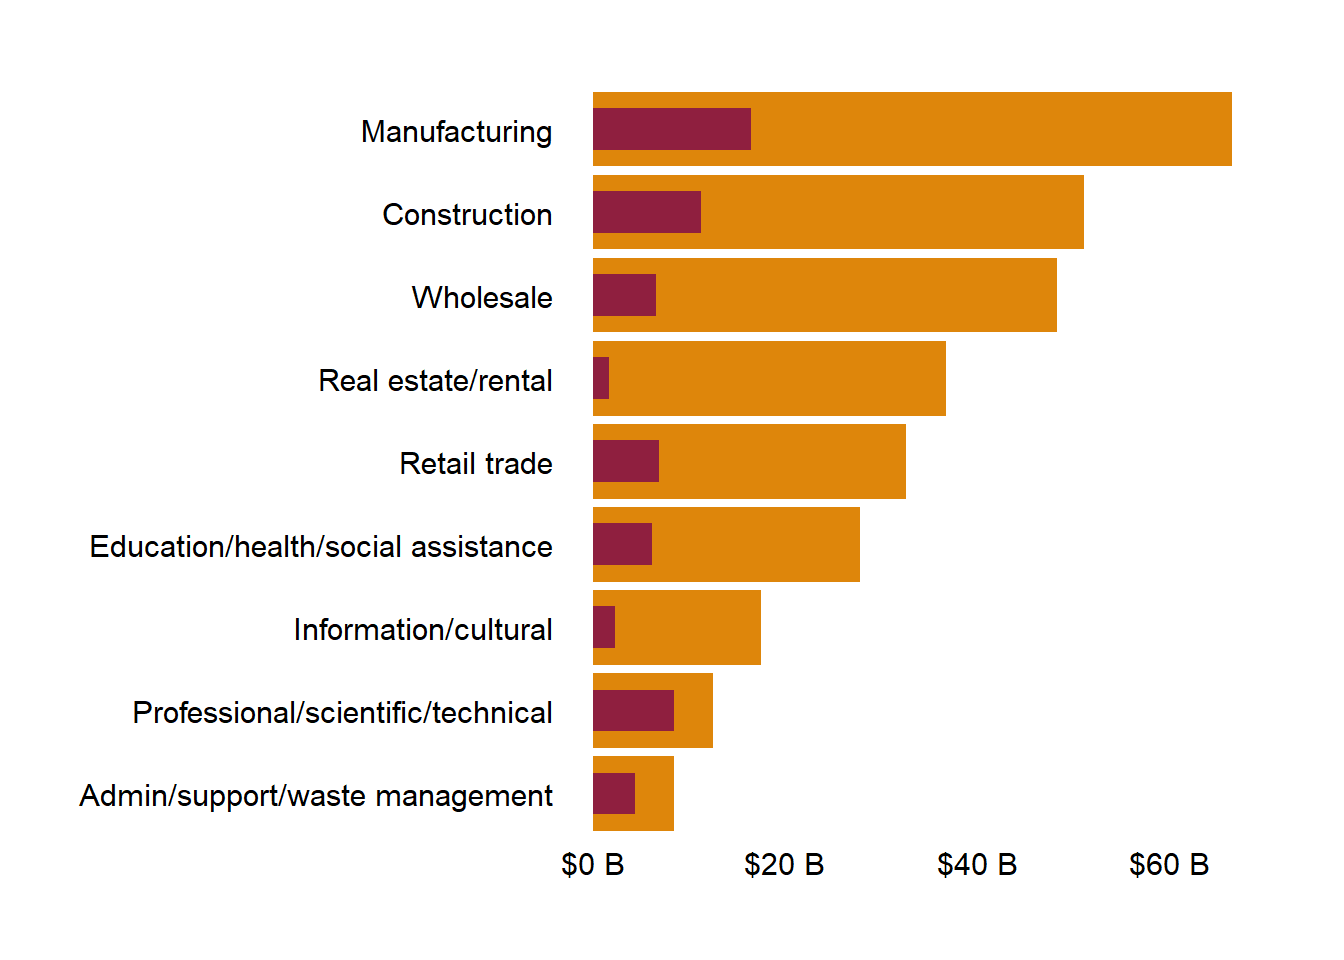 Manufacturing
Construction
Wholesale
Real estate/rental
Retail trade
Education/health/social assistance
Information/cultural
Professional/scientific/technical
Admin/support/waste management
$0 B $20 B $40 B $60 B